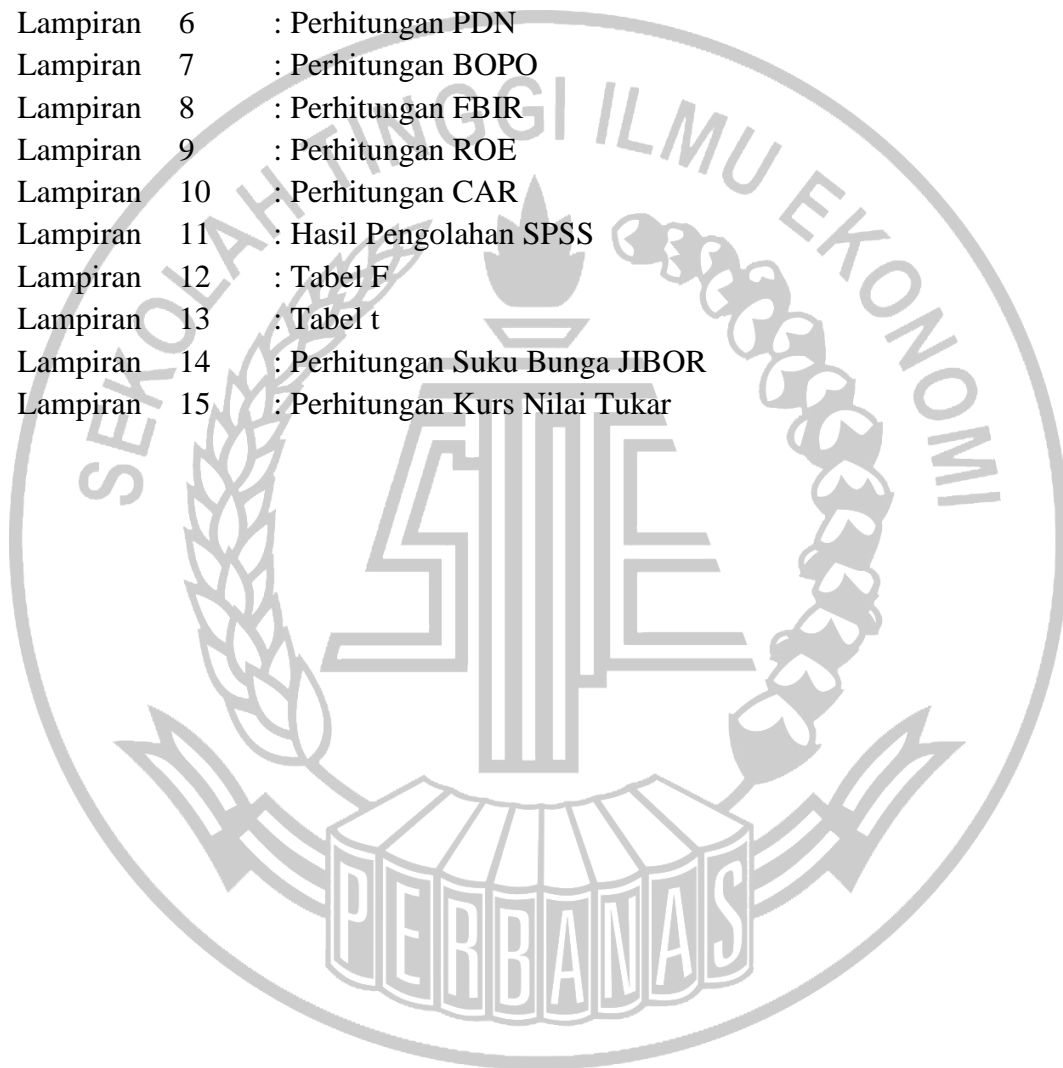 Lampiran 6 : Perhitungan PDN
Lampiran 7 : Perhitungan BOPO
Lampiran 8 : Perhitungan FBIR
Lampiran 9 : Perhitungan ROE
Lampiran 10 : Perhitungan CAR
Lampiran 11 : Hasil Pengolahan SPSS
Lampiran 12 : Tabel F
Lampiran 13 : Tabel t
Lampiran 14 : Perhitungan Suku Bunga JIBOR
Lampiran 15 : Perhitungan Kurs Nilai Tukar
SEKOLAH TINGGI ILMU EKONOMI
PERBANAS